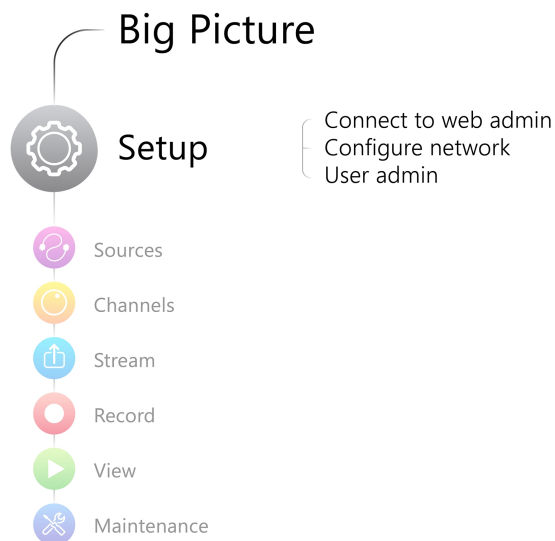 Big Picture
Setup
Connect to web admin
Configure network
User admin
Sources
Channels
Stream
Record
View
Maintenance